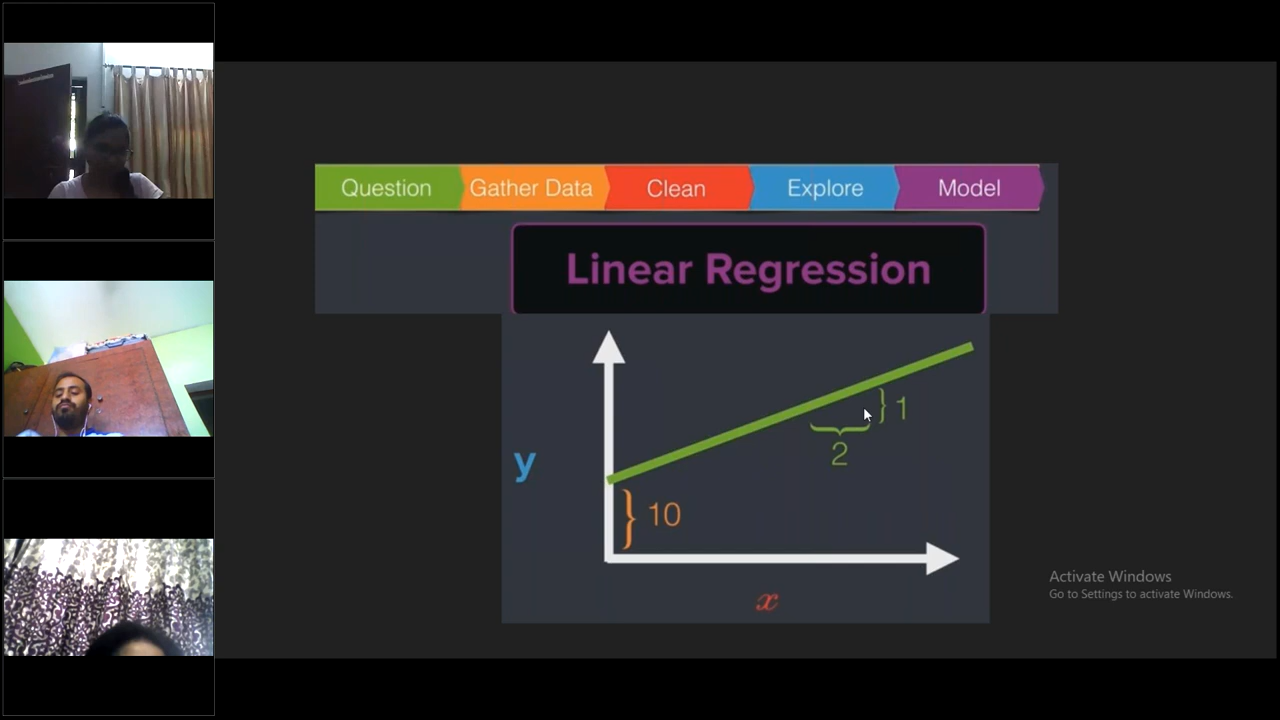 Question Gather Data Clean Explore Model
Linear Regression
1
2
y
10
x
Activate Windows
Go to Settings to activate Windows.